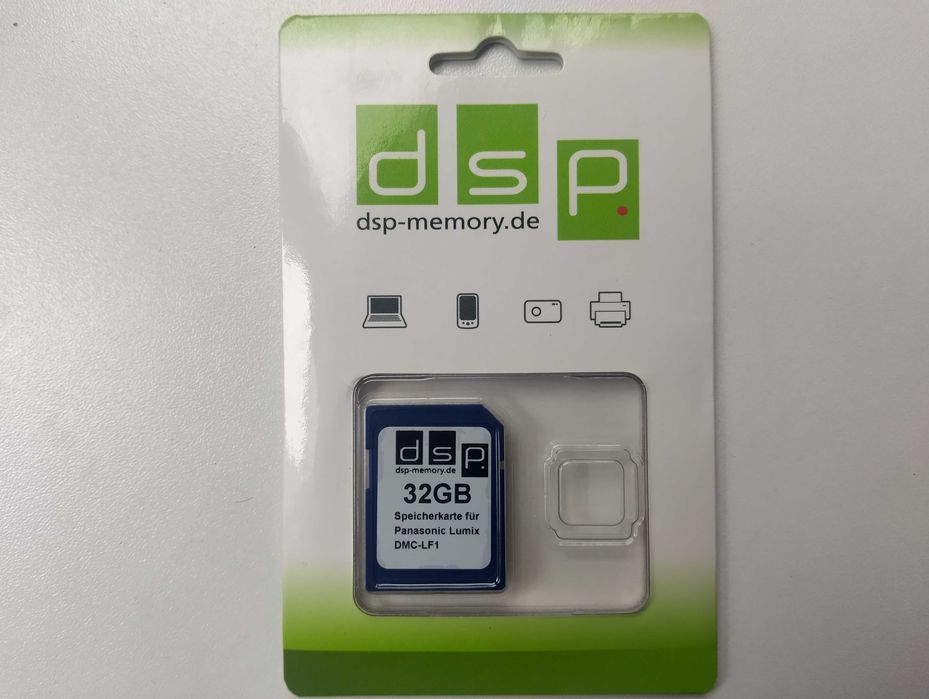 dsp.
dsp-memory.de
dsp.
dsp-memory.de
32GB
Speicherkarte für
Panasonic Lumix
DMC-LF1